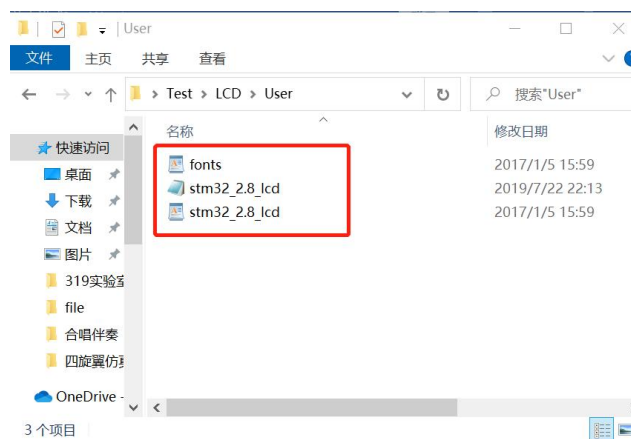 User
文件 主页 共享 查看
Test > LCD > User 搜索"User"
名称 修改日期
快速访问
桌面
下载
文档
图片
319实验室
file
合唱伴奏
四旋翼仿真
OneDrive -
fonts 2017/1/5 15:59
stm32_2.8_lcd 2019/7/22 22:13
stm32_2.8_lcd 2017/1/5 15:59
3 个项目